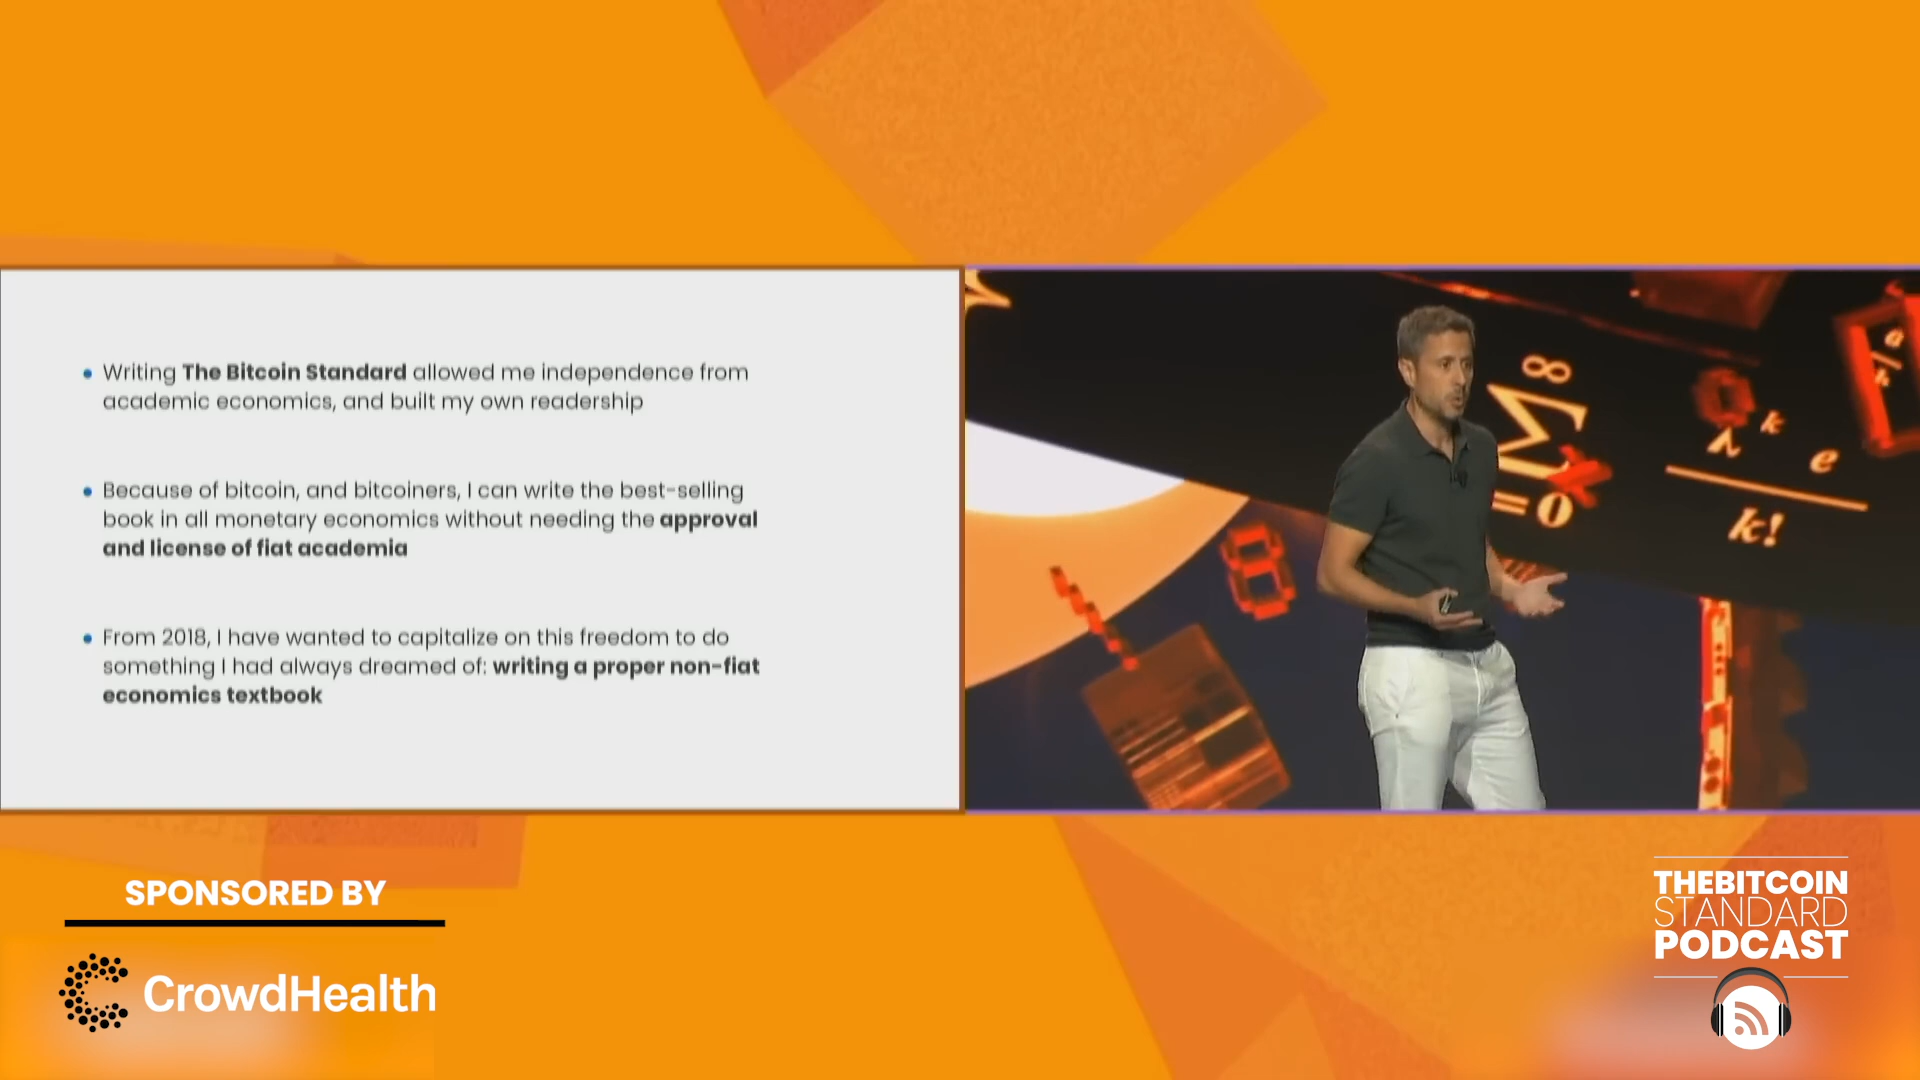 Writing The Bitcoin Standard allowed me independence from
academic economics, and built my own readership
Because of bitcoin, and bitcoiners, I can write the best-selling
book in all monetary economics without needing the approval
and license of fiat academia
From 2018, I have wanted to capitalize on this freedom to do
something I had always dreamed of: writing a proper non-fiat
economics textbook
∞
∑
=0
λ k e
k!
a
SPONSORED BY
CrowdHealth
THEBITCOIN
STANDARD
PODCAST